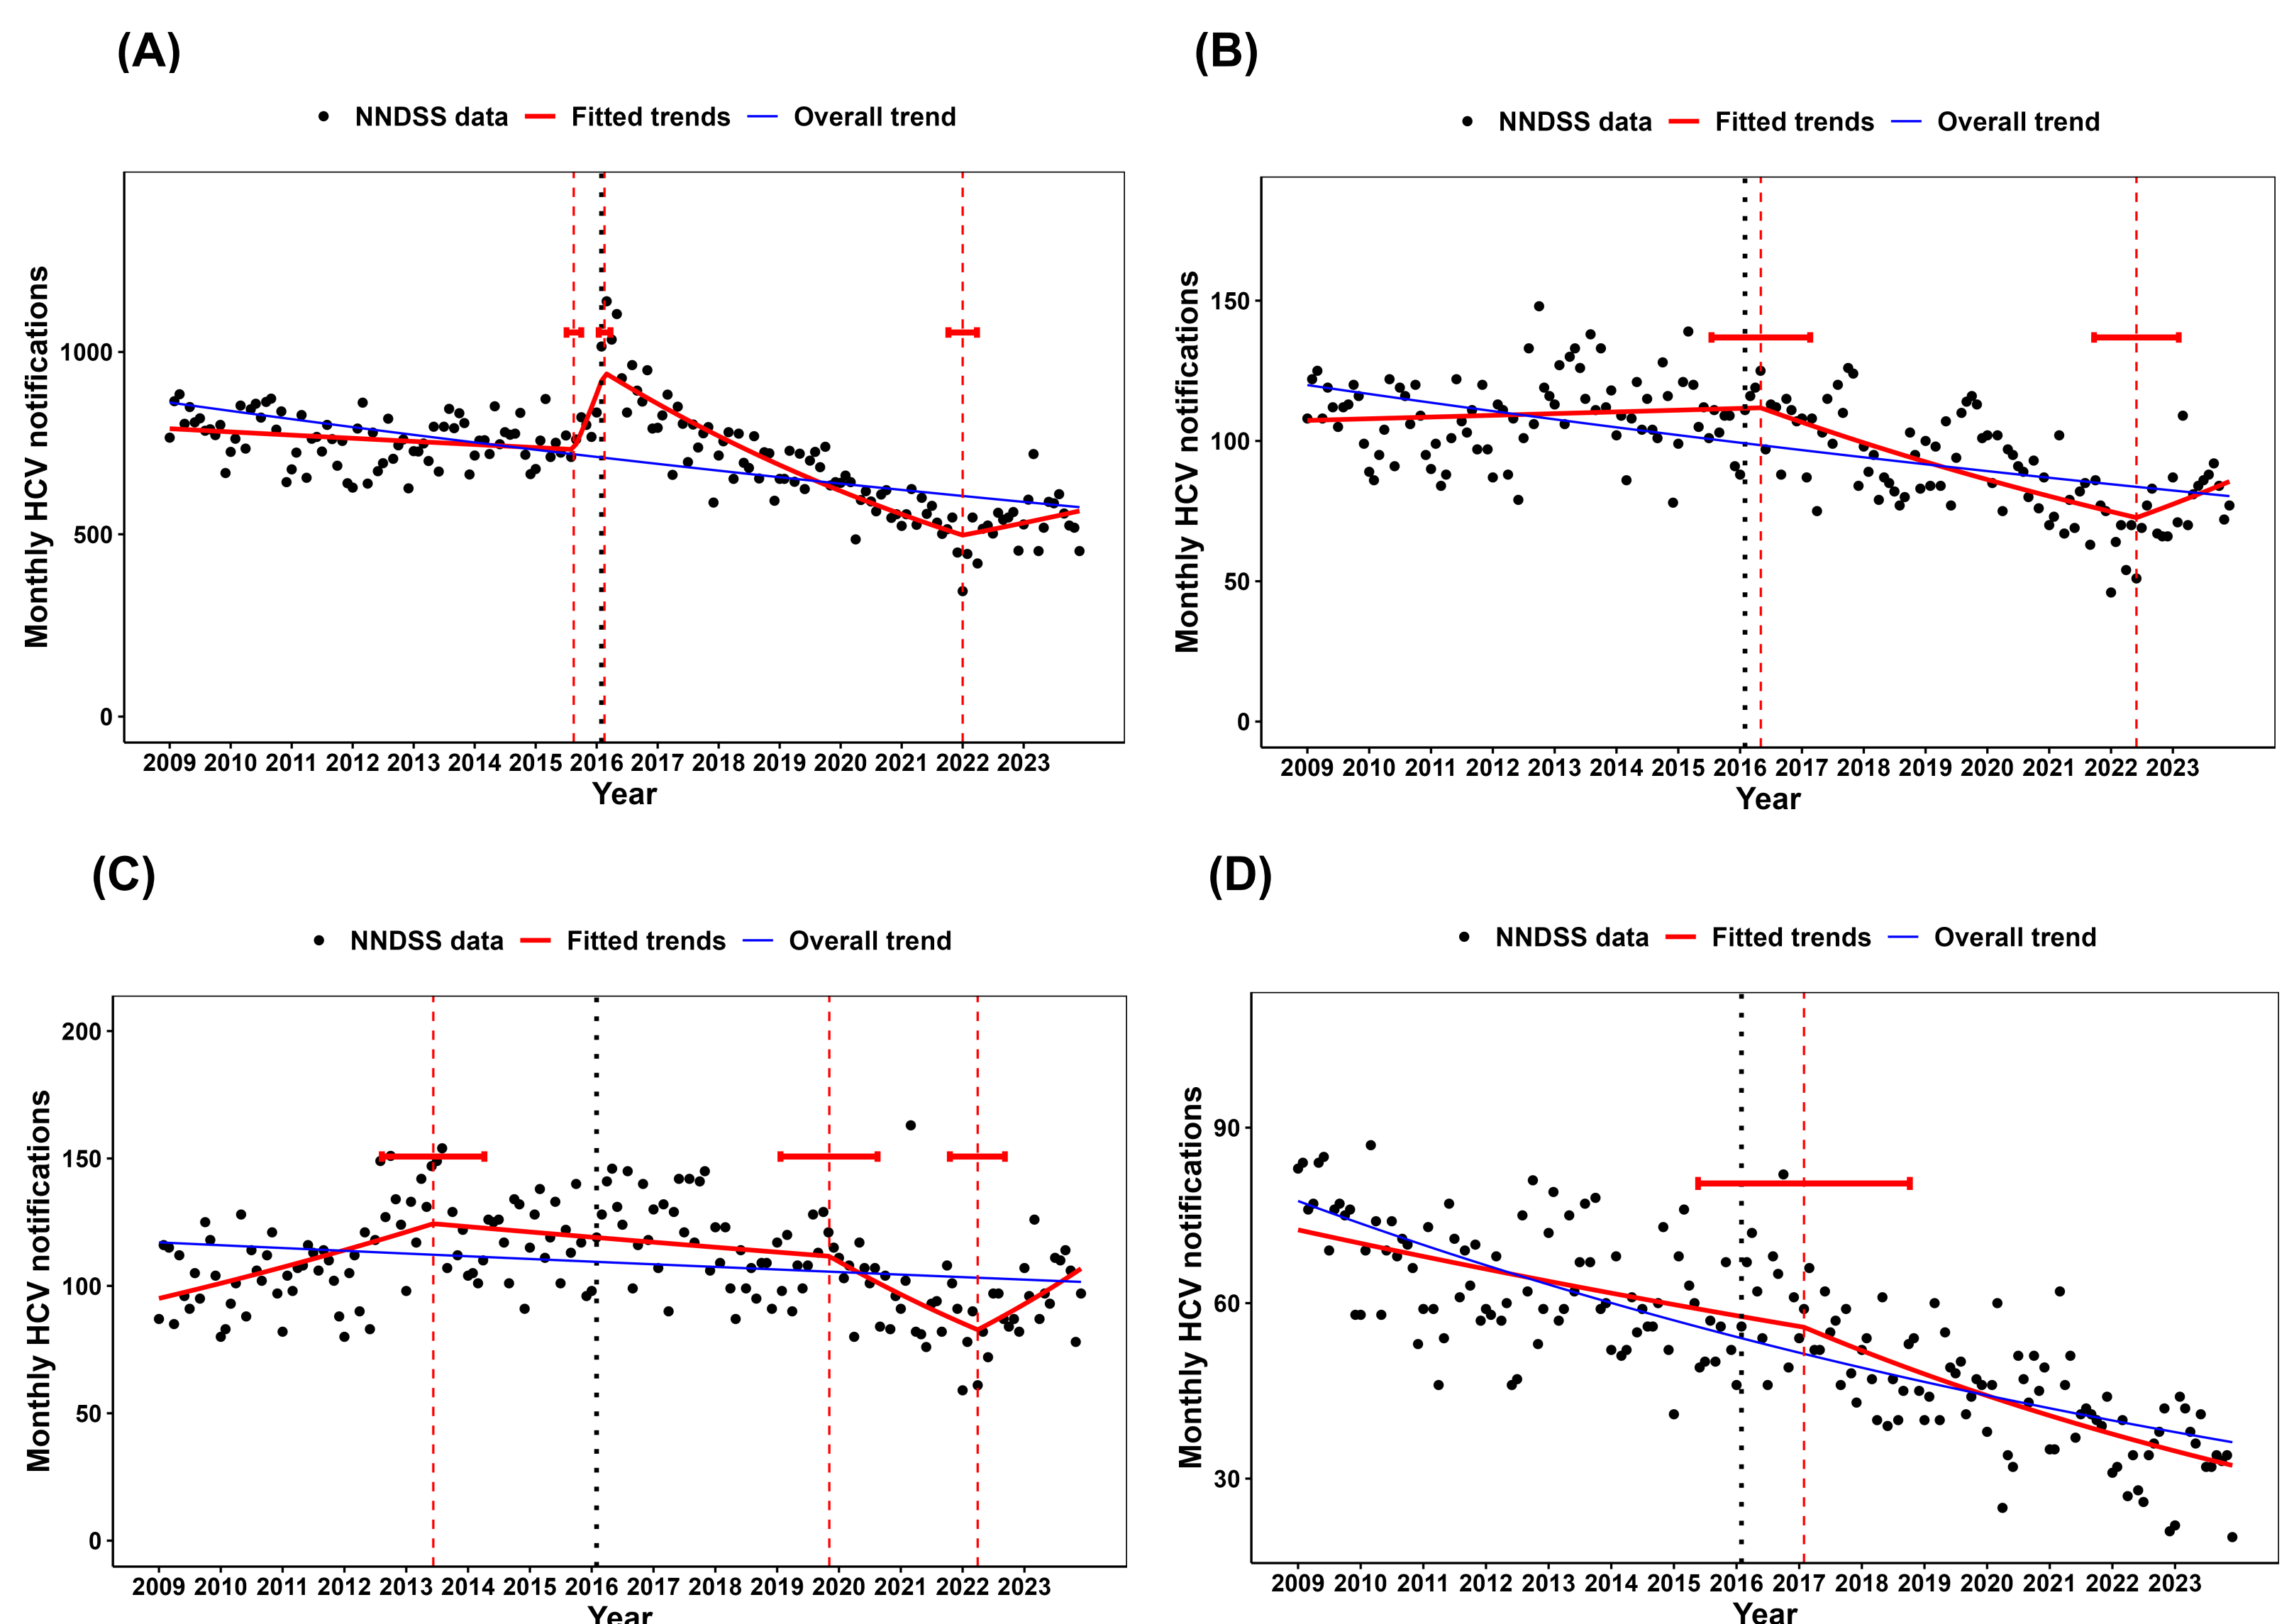 (A)
NNDSS data Fitted trends Overall trend
Monthly HCV notifications
1000
500
0
2009 2010 2011 2012 2013 2014 2015 2016 2017 2018 2019 2020 2021 2022 2023
Year
(B)
NNDSS data Fitted trends Overall trend
Monthly HCV notifications
150
100
50
0
2009 2010 2011 2012 2013 2014 2015 2016 2017 2018 2019 2020 2021 2022 2023
Year
(C)
NNDSS data Fitted trends Overall trend
Monthly HCV notifications
200
150
100
50
0
2009 2010 2011 2012 2013 2014 2015 2016 2017 2018 2019 2020 2021 2022 2023
Year
(D)
NNDSS data Fitted trends Overall trend
Monthly HCV notifications
90
60
30
2009 2010 2011 2012 2013 2014 2015 2016 2017 2018 2019 2020 2021 2022 2023
Year